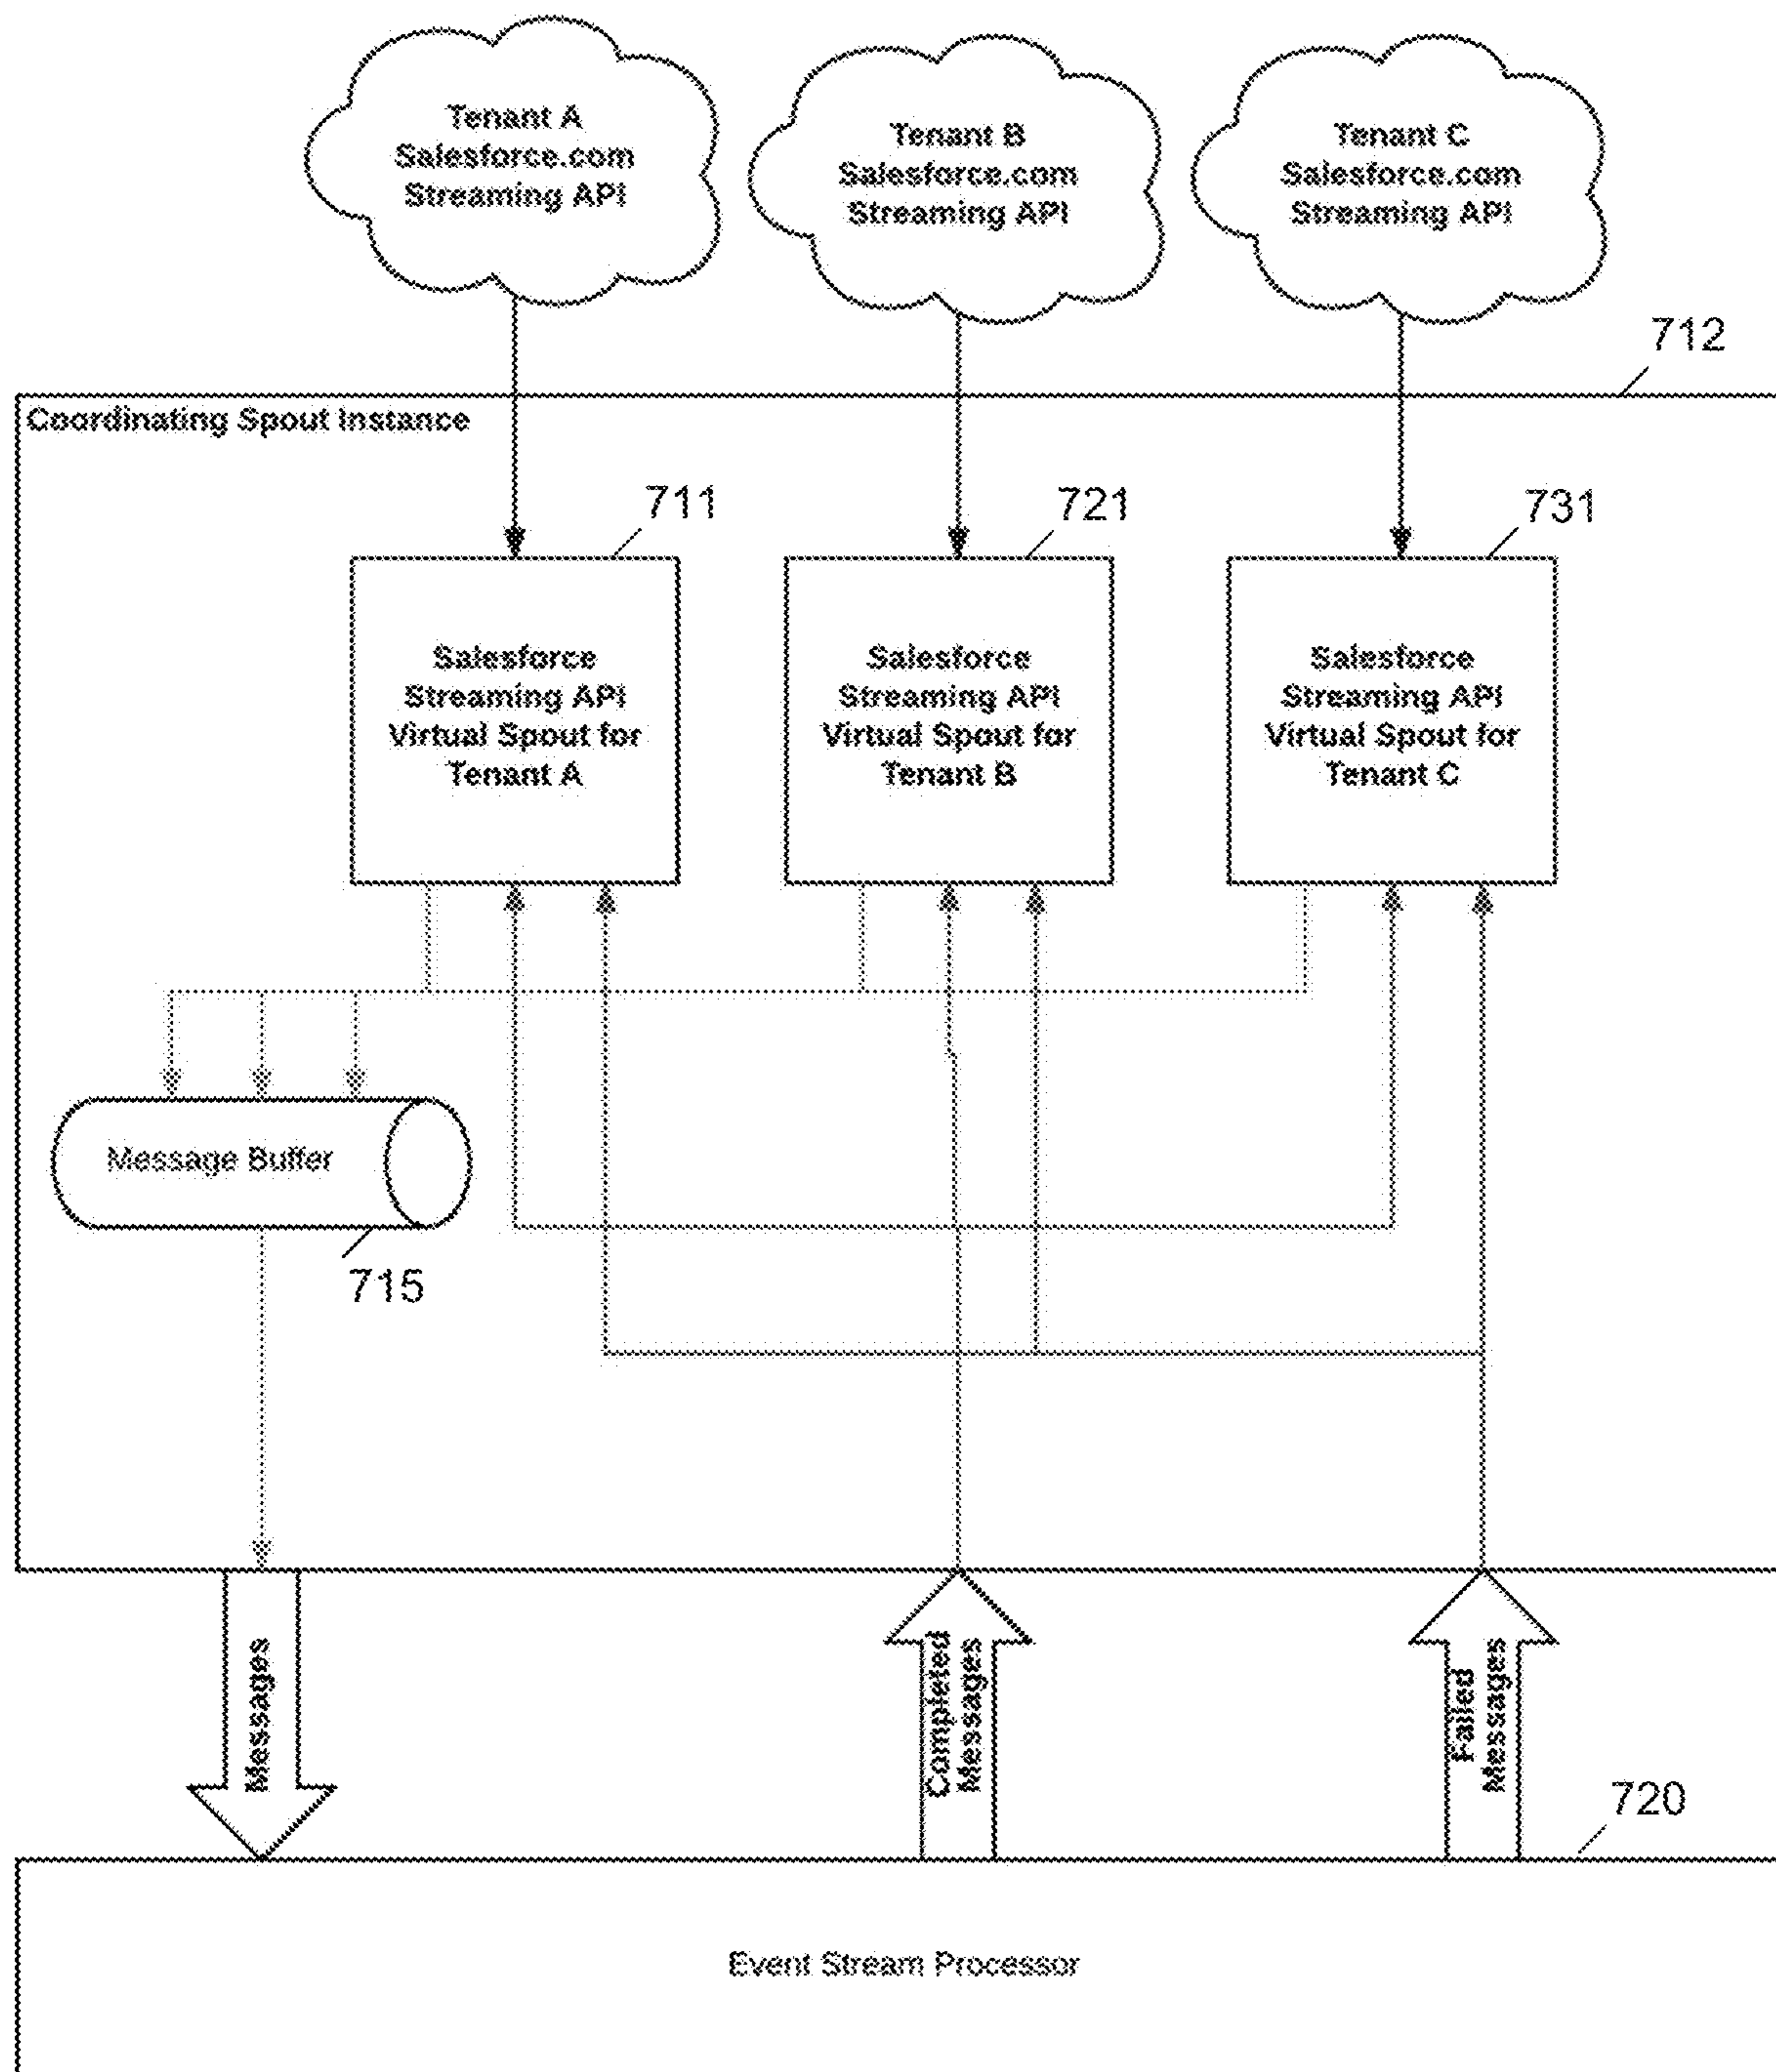 Tenant A
Salesforce.com
Streaming API
Tenant B
Salesforce.com
Streaming API
Tenant C
Salesforce.com
Streaming API
712
Coordinating Spout Instance
711
721
731
Salesforce
Streaming API
Virtual Spout for
Tenant A
Salesforce
Streaming API
Virtual Spout for
Tenant B
Salesforce
Streaming API
Virtual Spout for
Tenant C
Message Buffer
715
Messages
Completed
Messages
Failed
Messages
720
Event Stream Processor